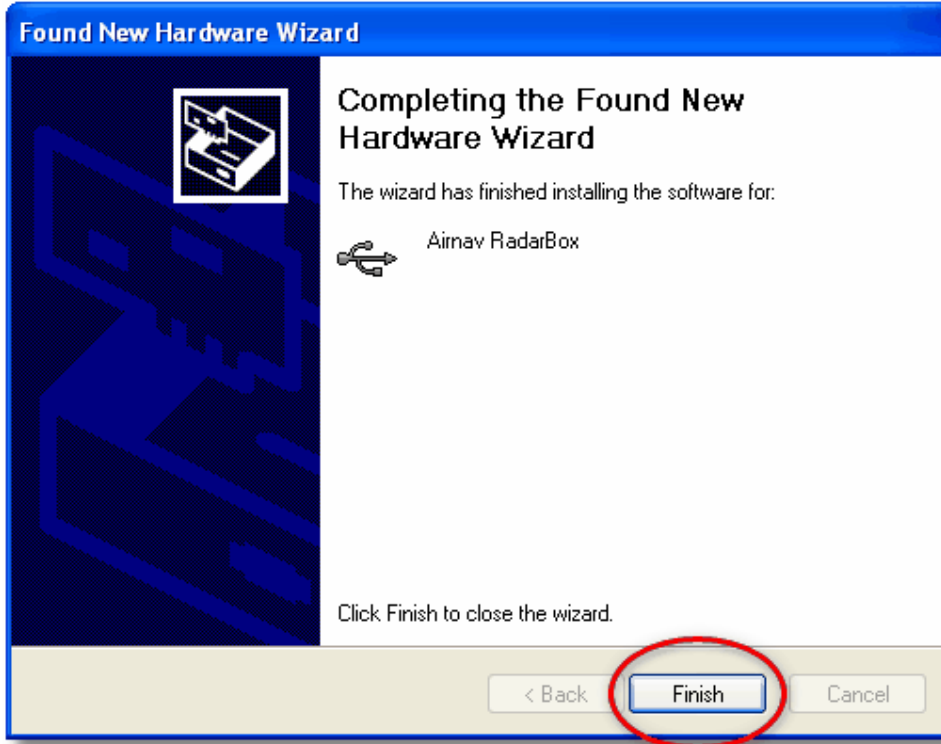 Found New Hardware Wizard
Completing the Found New
Hardware Wizard
The wizard has finished installing the software for:
Airnav RadarBox
Click Finish to close the wizard.
< Back
Finish
Cancel